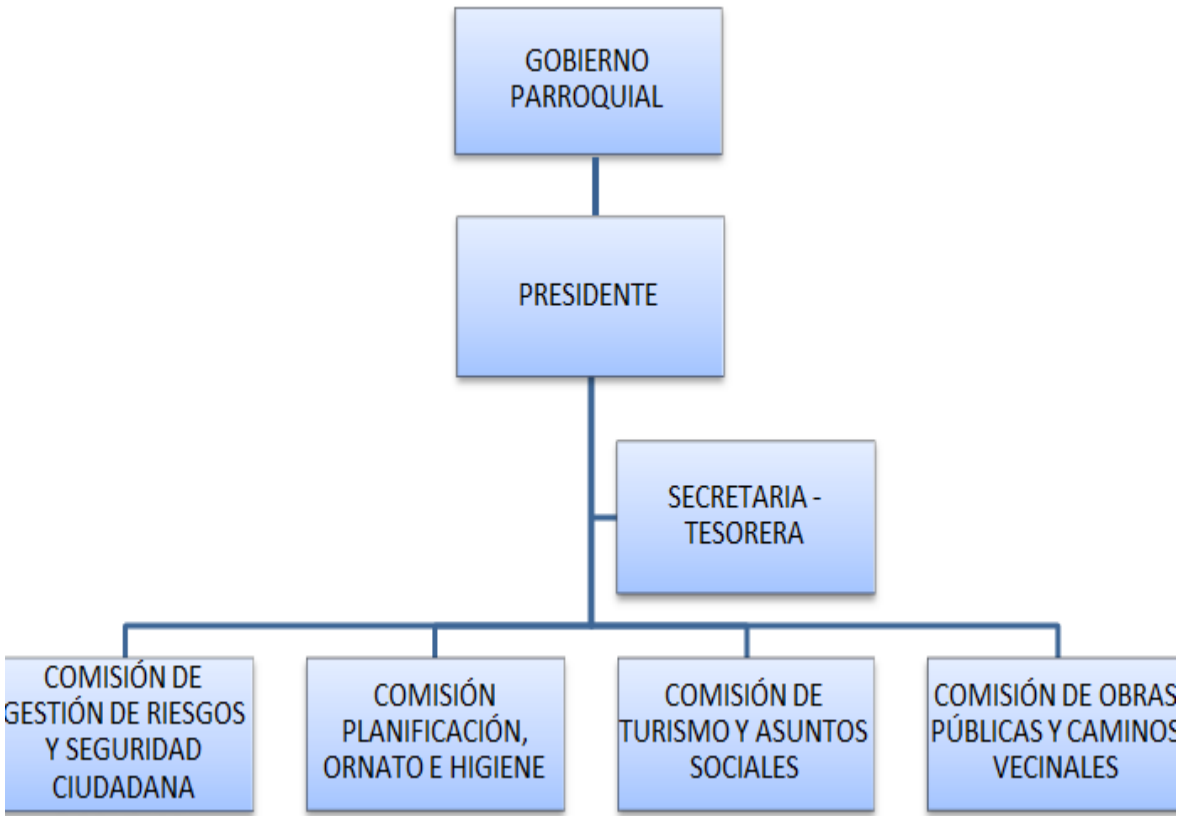 GOBIERNO
PARROQUIAL
PRESIDENTE
SECRETARIA -
TESORERA
COMISIÓN DE
GESTIÓN DE RIESGOS
Y SEGURIDAD
CIUDADANA
COMISIÓN
PLANIFICACIÓN,
ORNATO E HIGIENE
COMISIÓN DE
TURISMO Y ASUNTOS
SOCIALES
COMISIÓN DE OBRAS
PÚBLICAS Y CAMINOS
VECINALES